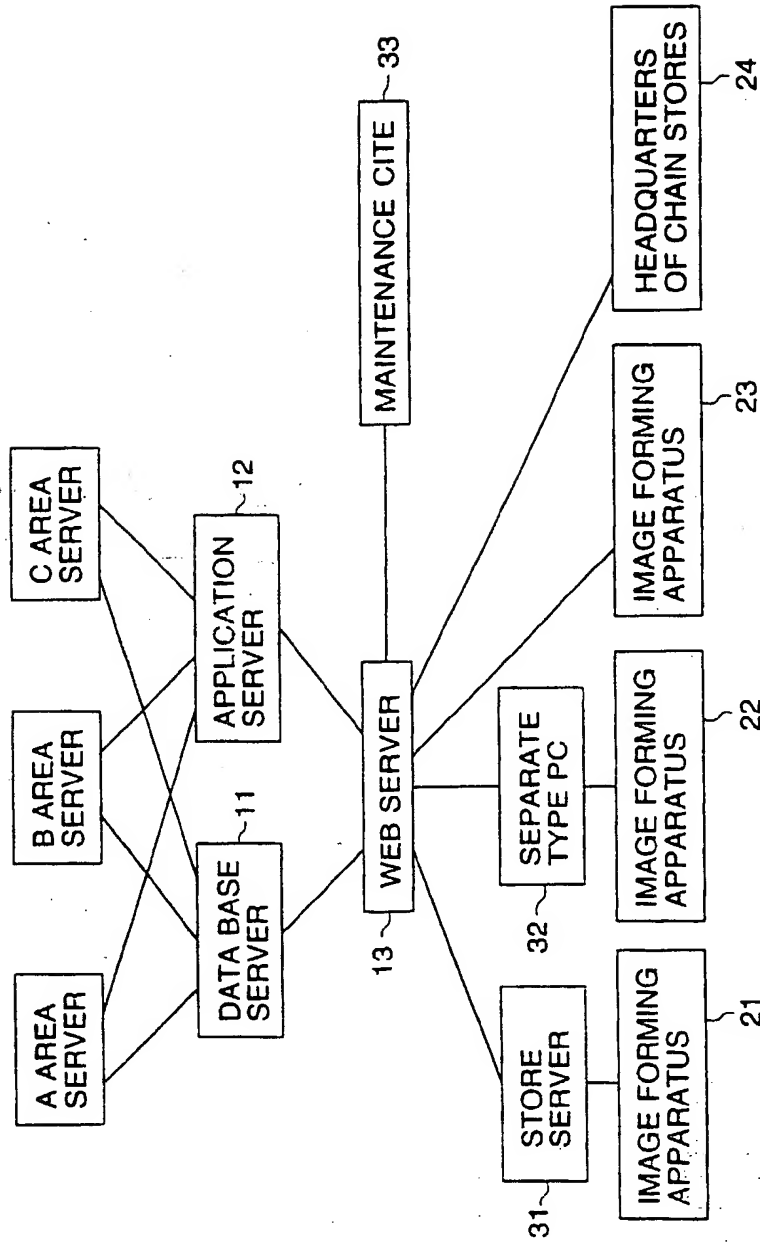 A AREA
SERVER
B AREA
SERVER
C AREA
SERVER
DATA BASE
SERVER
11
APPLICATION
SERVER
12
WEB SERVER
13
MAINTENANCE CITE
33
STORE
SERVER
31
SEPARATE
TYPE PC
32
IMAGE FORMING
APPARATUS
21
IMAGE FORMING
APPARATUS
22
IMAGE FORMING
APPARATUS
23
HEADQUARTERS
OF CHAIN STORES
24